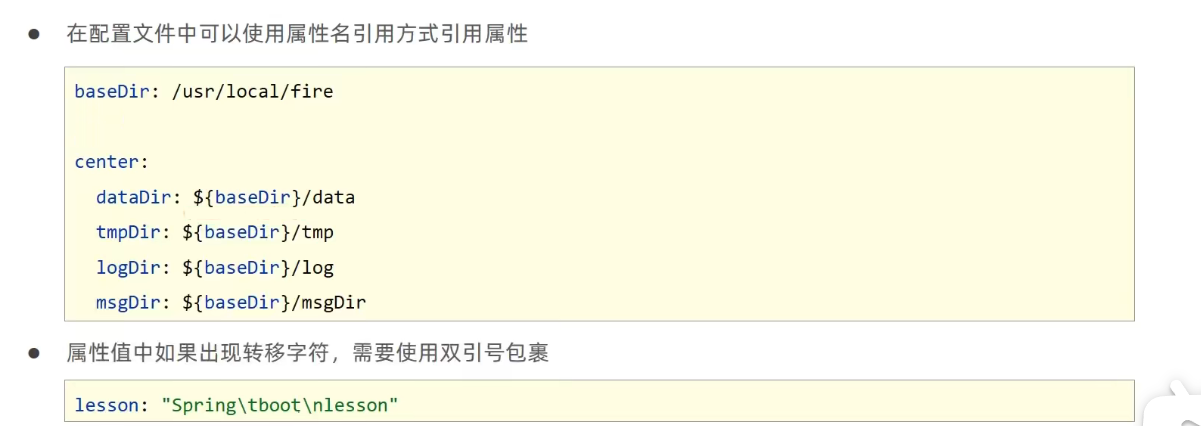 ● 在配置文件中可以使用属性名引用方式引用属性
baseDir: /usr/local/fire
center:
  dataDir: ${baseDir}/data
  tmpDir: ${baseDir}/tmp
  logDir: ${baseDir}/log
  msgDir: ${baseDir}/msgDir
● 属性值中如果出现转移字符，需要使用双引号包裹
lesson: "Spring\tboot\nlesson"